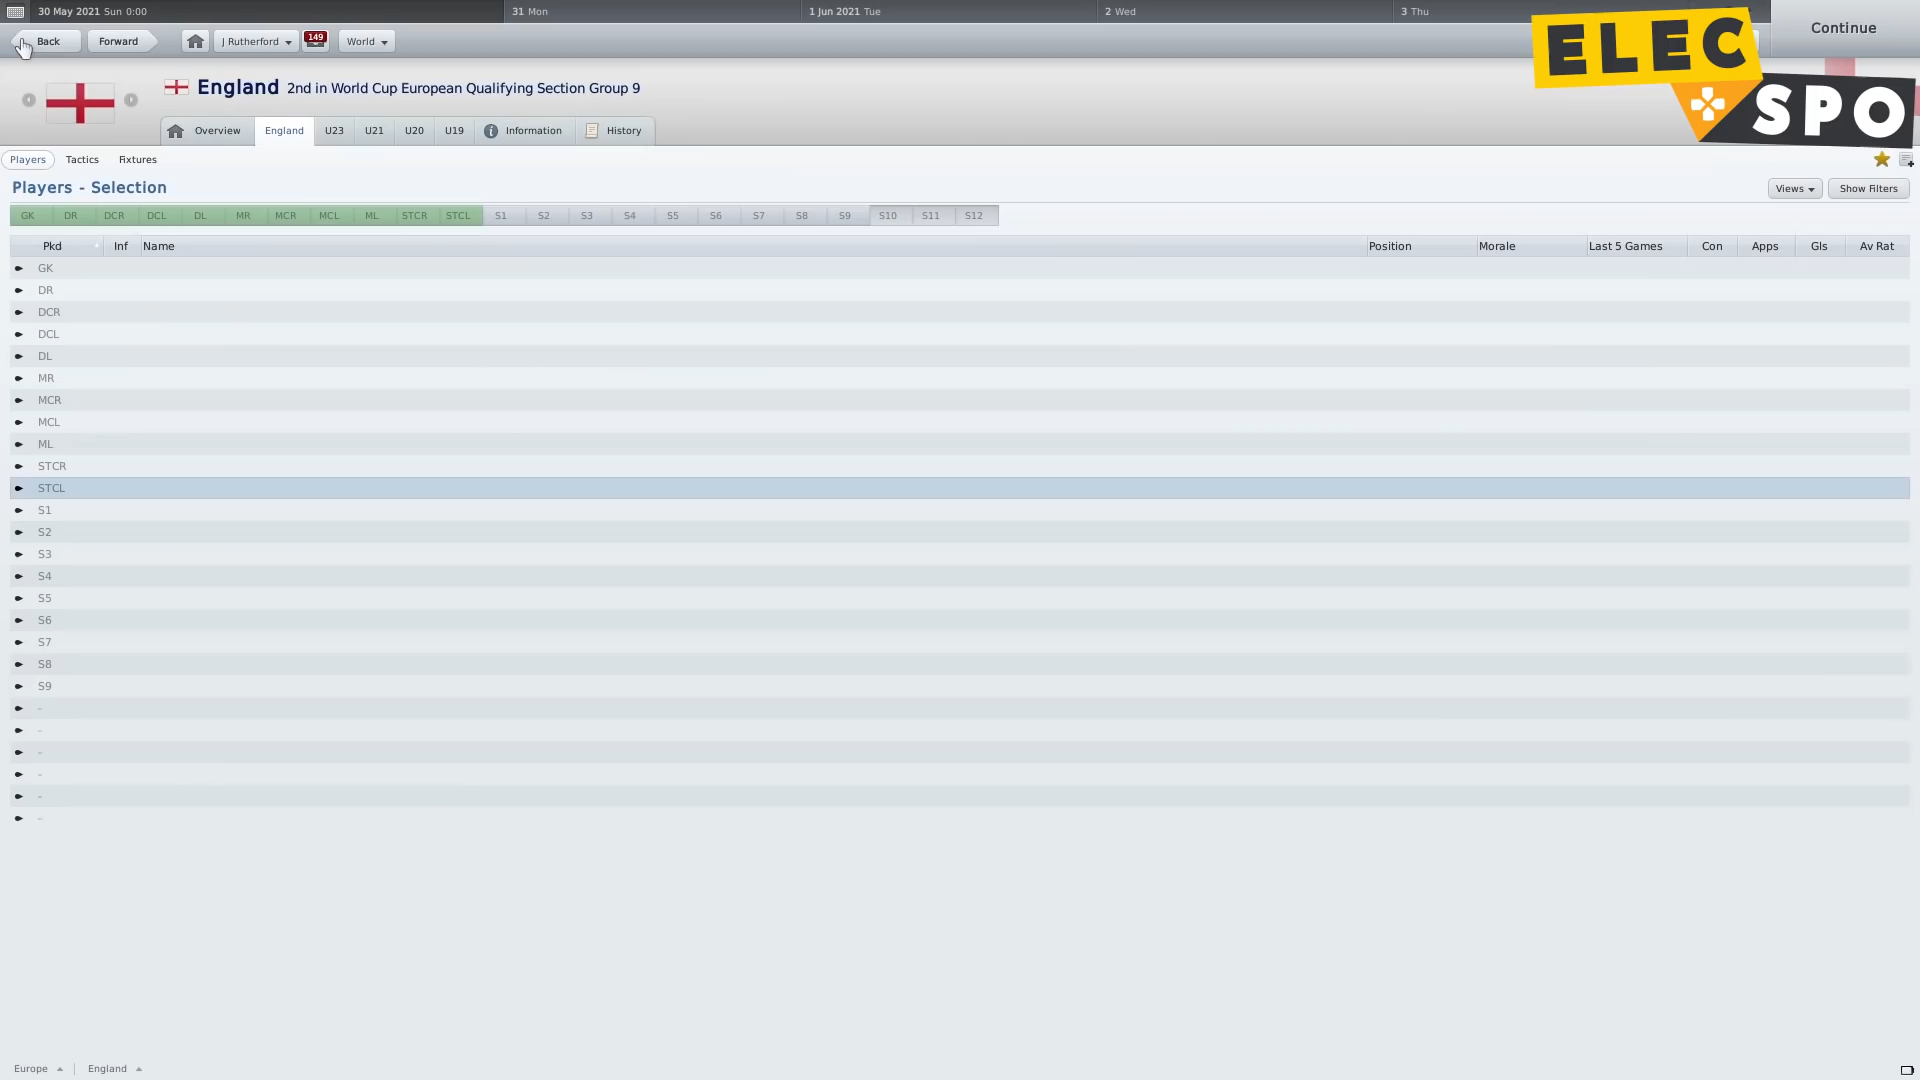 30 May 2021 Sun 0:00 31 Mon 1 Jun 2021 Tue 2 Wed 3 Thu
Back Forward J Rutherford 149 World Continue
ELEC SPO
England 2nd in World Cup European Qualifying Section Group 9
Overview England U23 U21 U20 U19 Information History
Players Tactics Fixtures
Players - Selection Views Show Filters
GK DR DCR DCL DL MR MCR MCL ML STCR STCL S1 S2 S3 S4 S5 S6 S7 S8 S9 S10 S11 S12
Pkd Inf Name Position Morale Last 5 Games Con Apps Gls Av Rat
GK
DR
DCR
DCL
DL
MR
MCR
MCL
ML
STCR
STCL
S1
S2
S3
S4
S5
S6
S7
S8
S9
-
-
-
-
-
-
Europe England